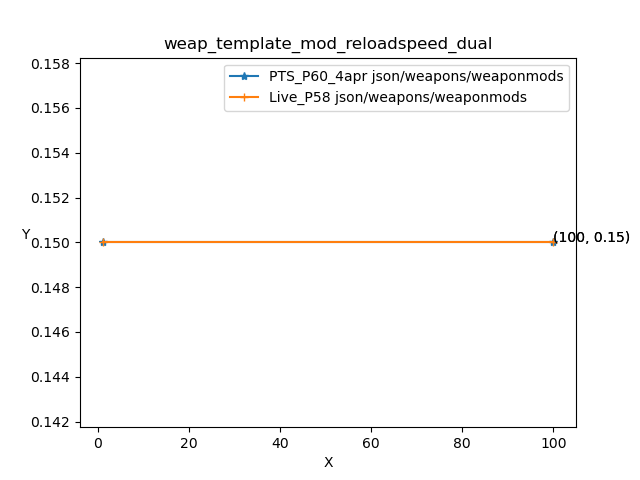 weap_template_mod_reloadspeed_dual
PTS_P60_4apr json/weapons/weaponmods
Live_P58 json/weapons/weaponmods
0.158
0.156
0.154
0.152
0.150
0.148
0.146
0.144
0.142
Y
(100, 0.15)
0 20 40 60 80 100
X